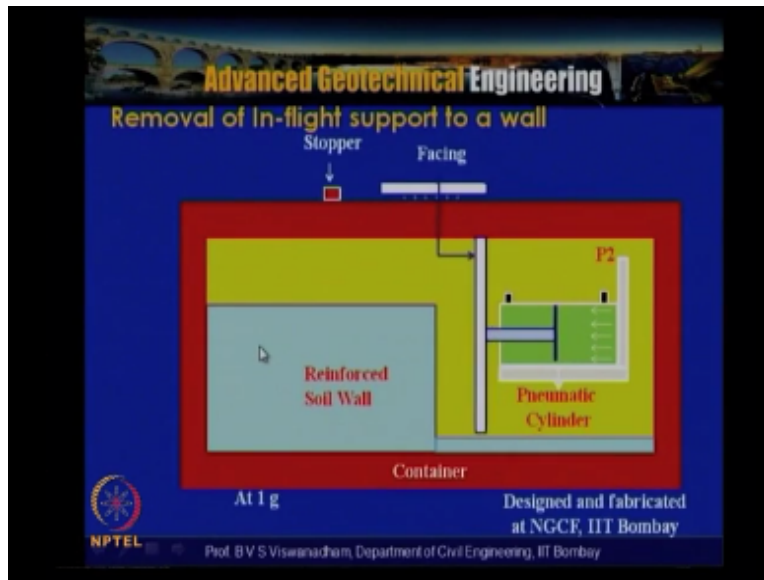 Advanced Geotechnical Engineering
Removal of In-flight support to a wall
Stopper
Facing
P2
Reinforced
Soil Wall
Pneumatic
Cylinder
Container
At 1 g
Designed and fabricated
at NGCF, IIT Bombay
NPTEL
Prof. B V S Viswanadham, Department of Civil Engineering, IIT Bombay